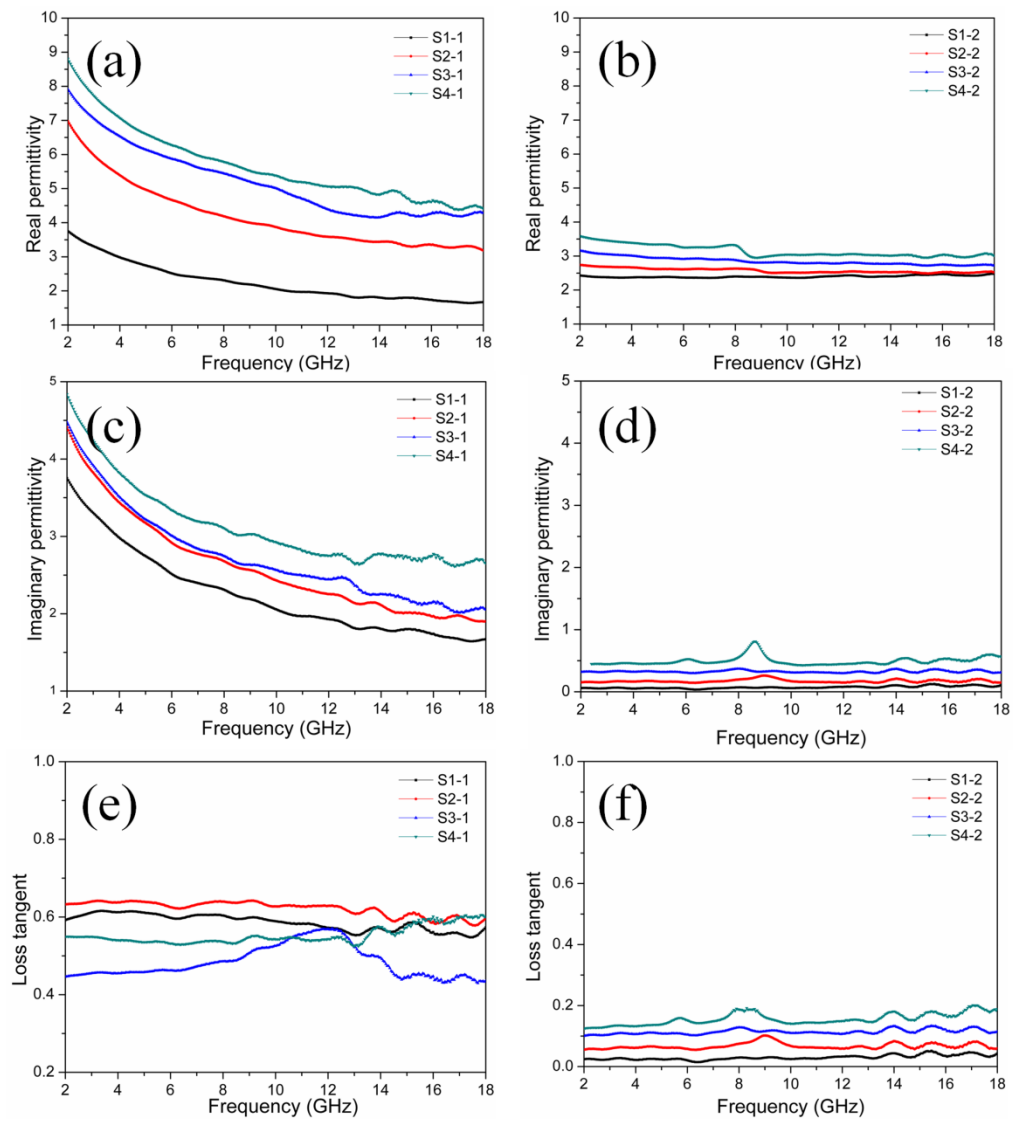 (a)
Real permittivity
10
9
8
7
6
5
4
3
2
1
S1-1
S2-1
S3-1
S4-1
2 4 6 8 10 12 14 16 18
Frequency (GHz)
(b)
Real permittivity
10
9
8
7
6
5
4
3
2
1
S1-2
S2-2
S3-2
S4-2
2 4 6 8 10 12 14 16 18
Frequency (GHz)
(c)
Imaginary permittivity
5
4
3
2
1
S1-1
S2-1
S3-1
S4-1
2 4 6 8 10 12 14 16 18
Frequency (GHz)
(d)
Imaginary permittivity
5
4
3
2
1
0
S1-2
S2-2
S3-2
S4-2
2 4 6 8 10 12 14 16 18
Frequency (GHz)
(e)
Loss tangent
1.0
0.8
0.6
0.4
0.2
S1-1
S2-1
S3-1
S4-1
2 4 6 8 10 12 14 16 18
Frequency (GHz)
(f)
Loss tangent
1.0
0.8
0.6
0.4
0.2
0.0
S1-2
S2-2
S3-2
S4-2
2 4 6 8 10 12 14 16 18
Frequency (GHz)